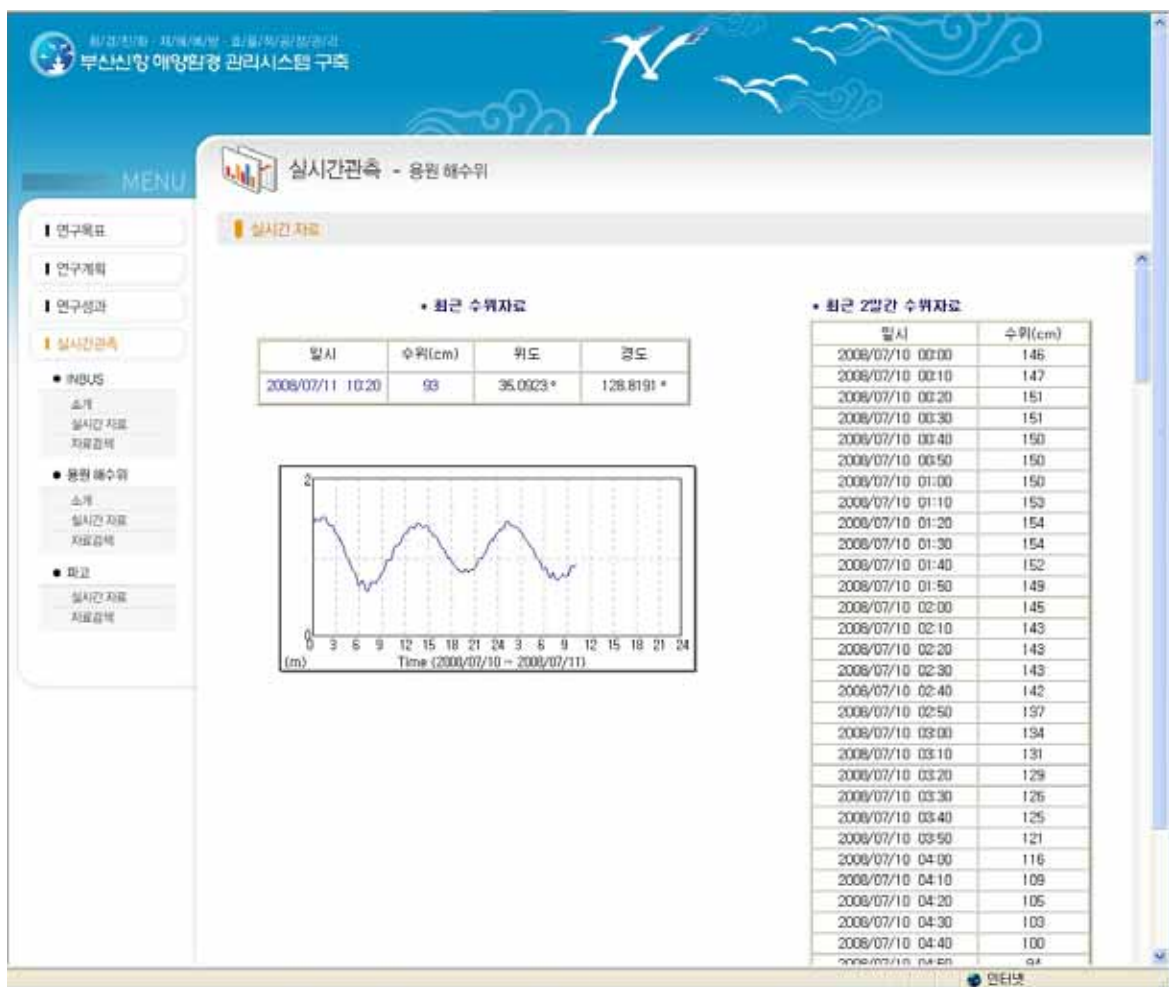 부산신항 해양환경 관리시스템 구축
MENU
실시간관측 - 용원 해수위
연구목표
연구계획
연구성과
실시간관측
INBUS
소개
실시간 자료
자료검색
용원 해수위
소개
실시간 자료
자료검색
파고
실시간 자료
자료검색
실시간 자료
• 최근 수위자료
일시 수위(cm) 위도 경도
2008/07/11 10:20 93 35.0923 ° 128.8191 °
2
0
0 3 6 9 12 15 18 21 24 3 6 9 12 15 18 21 24
(m) Time (2008/07/10 ~ 2008/07/11)
• 최근 2일간 수위자료
일시 수위(cm)
2008/07/10 00:00 146
2008/07/10 00:10 147
2008/07/10 00:20 151
2008/07/10 00:30 151
2008/07/10 00:40 150
2008/07/10 00:50 150
2008/07/10 01:00 150
2008/07/10 01:10 153
2008/07/10 01:20 154
2008/07/10 01:30 154
2008/07/10 01:40 152
2008/07/10 01:50 149
2008/07/10 02:00 145
2008/07/10 02:10 143
2008/07/10 02:20 143
2008/07/10 02:30 143
2008/07/10 02:40 142
2008/07/10 02:50 137
2008/07/10 03:00 134
2008/07/10 03:10 131
2008/07/10 03:20 129
2008/07/10 03:30 126
2008/07/10 03:40 125
2008/07/10 03:50 121
2008/07/10 04:00 116
2008/07/10 04:10 109
2008/07/10 04:20 105
2008/07/10 04:30 103
2008/07/10 04:40 100
2008/07/10 04:50 94
인터넷